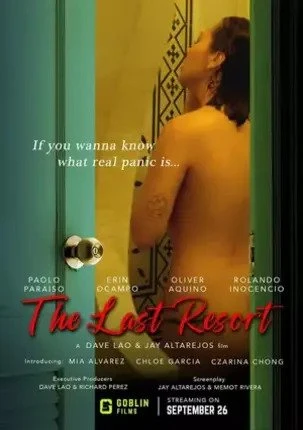 If you wanna know
what real panic is...
PAOLO PARAISO
ERIN OCAMPO
OLIVER AQUINO
ROLANDO INOCENCIO
The Last Resort
A DAVE LAO & JAY ALTAREJOS film
Introducing: MIA ALVAREZ CHLOE GARCIA CZARINA CHONG
Executive Producers
DAVE LAO & RICHARD PEREZ
Screenplay
JAY ALTAREJOS & MEMOT RIVERA
GOBLIN
FILMS
STREAMING ON
SEPTEMBER 26